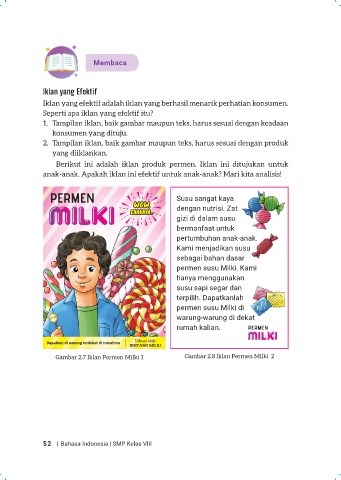 Membaca
Iklan yang Efektif
Iklan yang efektif adalah iklan yang berhasil menarik perhatian konsumen.
Seperti apa iklan yang efektif itu?
1. Tampilan iklan, baik gambar maupun teks, harus sesuai dengan keadaan
konsumen yang dituju.
2. Tampilan iklan, baik gambar maupun teks, harus sesuai dengan produk
yang diiklankan.
Berikut ini adalah iklan produk permen. Iklan ini ditujukan untuk
anak-anak. Apakah iklan ini efektif untuk anak-anak? Mari kita analisis!
PERMEN
MILKI
WOW
ENAKNYA
Dapatkan di warung terdekat di rumahmu
Dibuat oleh:
BINTANG MILKI
Susu sangat kaya
dengan nutrisi. Zat
gizi di dalam susu
bermanfaat untuk
pertumbuhan anak-anak.
Kami menjadikan susu
sebagai bahan dasar
permen susu Milki. Kami
hanya menggunakan
susu sapi segar dan
terpilih. Dapatkanlah
permen susu Milki di
warung-warung di dekat
rumah kalian.
PERMEN
MILKI
Gambar 2.7 Iklan Permen Milki 1
Gambar 2.8 Iklan Permen Milki 2
52 | Bahasa Indonesia | SMP Kelas VIII